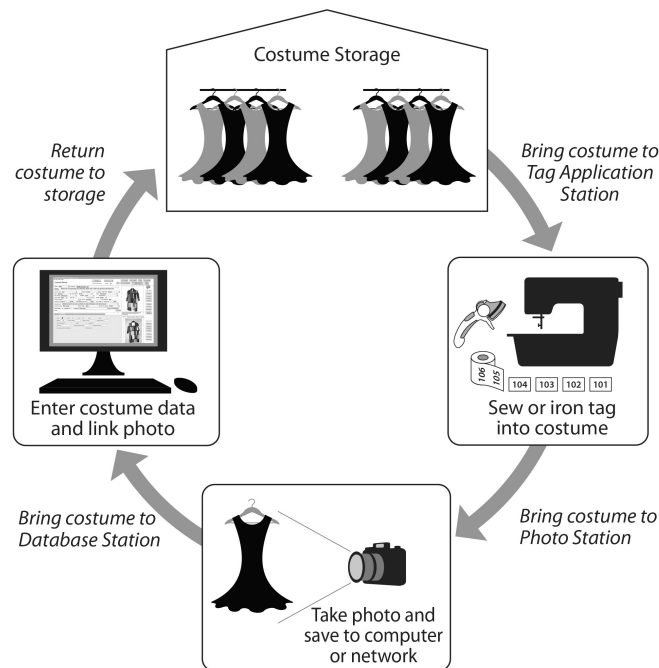 Costume Storage
Bring costume to
Tag Application
Station
106
105
104
103
102
101
Sew or iron tag
into costume
Bring costume to
Photo Station
Take photo and
save to computer
or network
Bring costume to
Database Station
Enter costume data
and link photo
Return
costume to
storage